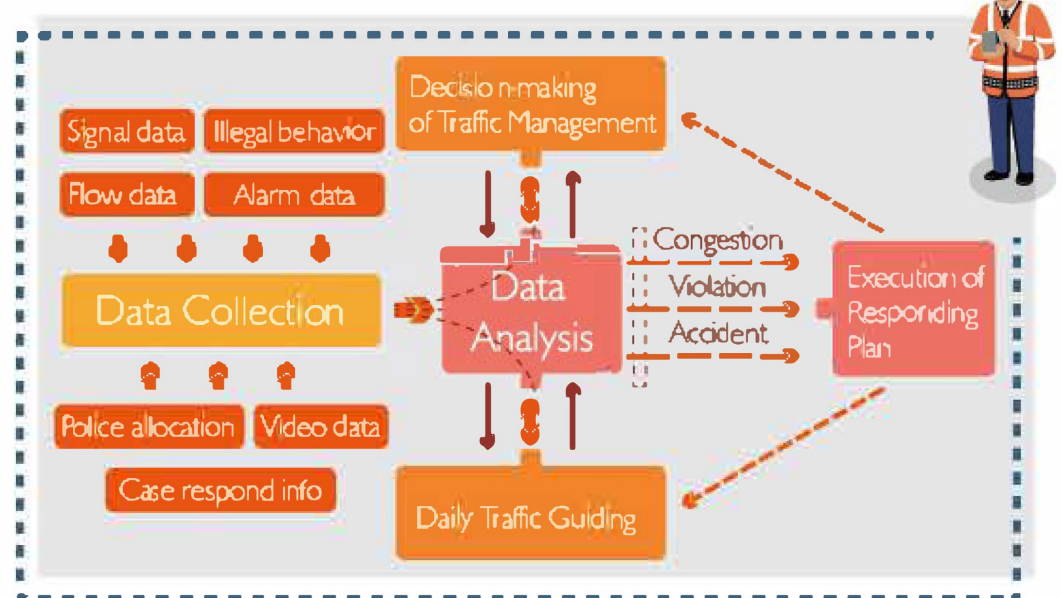 Decision-making
of Traffic Management
Signal data
Illegal behavior
Flow data
Alarm data
Data Collection
Police allocation
Video data
Case respond info
Data
Analysis
Congestion
Violation
Accident
Execution of
Responding
Plan
Daily Traffic Guiding